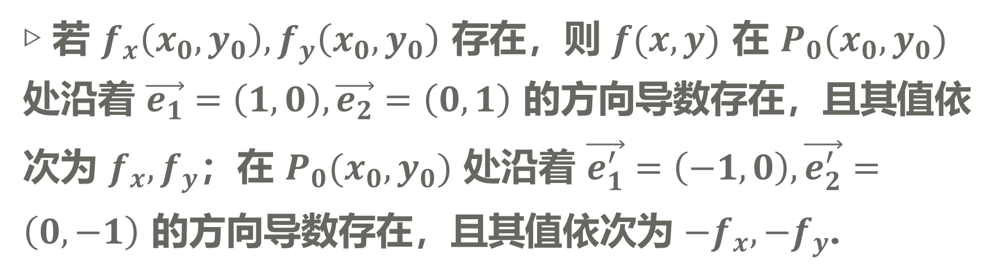 ▷ 若 f_x(x_0, y_0), f_y(x_0, y_0) 存在，则 f(x, y) 在 P_0(x_0, y_0)
处沿着 \overrightarrow{e_1} = (1, 0), \overrightarrow{e_2} = (0, 1) 的方向导数存在，且其值依
次为 f_x, f_y；在 P_0(x_0, y_0) 处沿着 \overrightarrow{e_1'} = (−1, 0), \overrightarrow{e_2'} =
(0, −1) 的方向导数存在，且其值依次为 −f_x, −f_y.